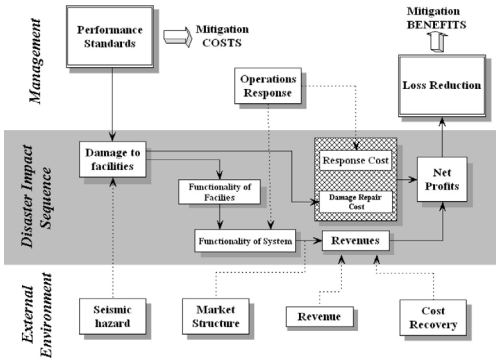 Management
Performance
Standards
Mitigation
COSTS
Mitigation
BENEFITS
Operations
Response
Loss Reduction
Disaster Impact
Sequence
Damage to
facilities
Response Cost
Net
Profits
Functionality of
Facilies
Damage Repair
Cost
Functionality of System
Revenues
External
Environment
Seismic
hazard
Market
Structure
Revenue
Cost
Recovery